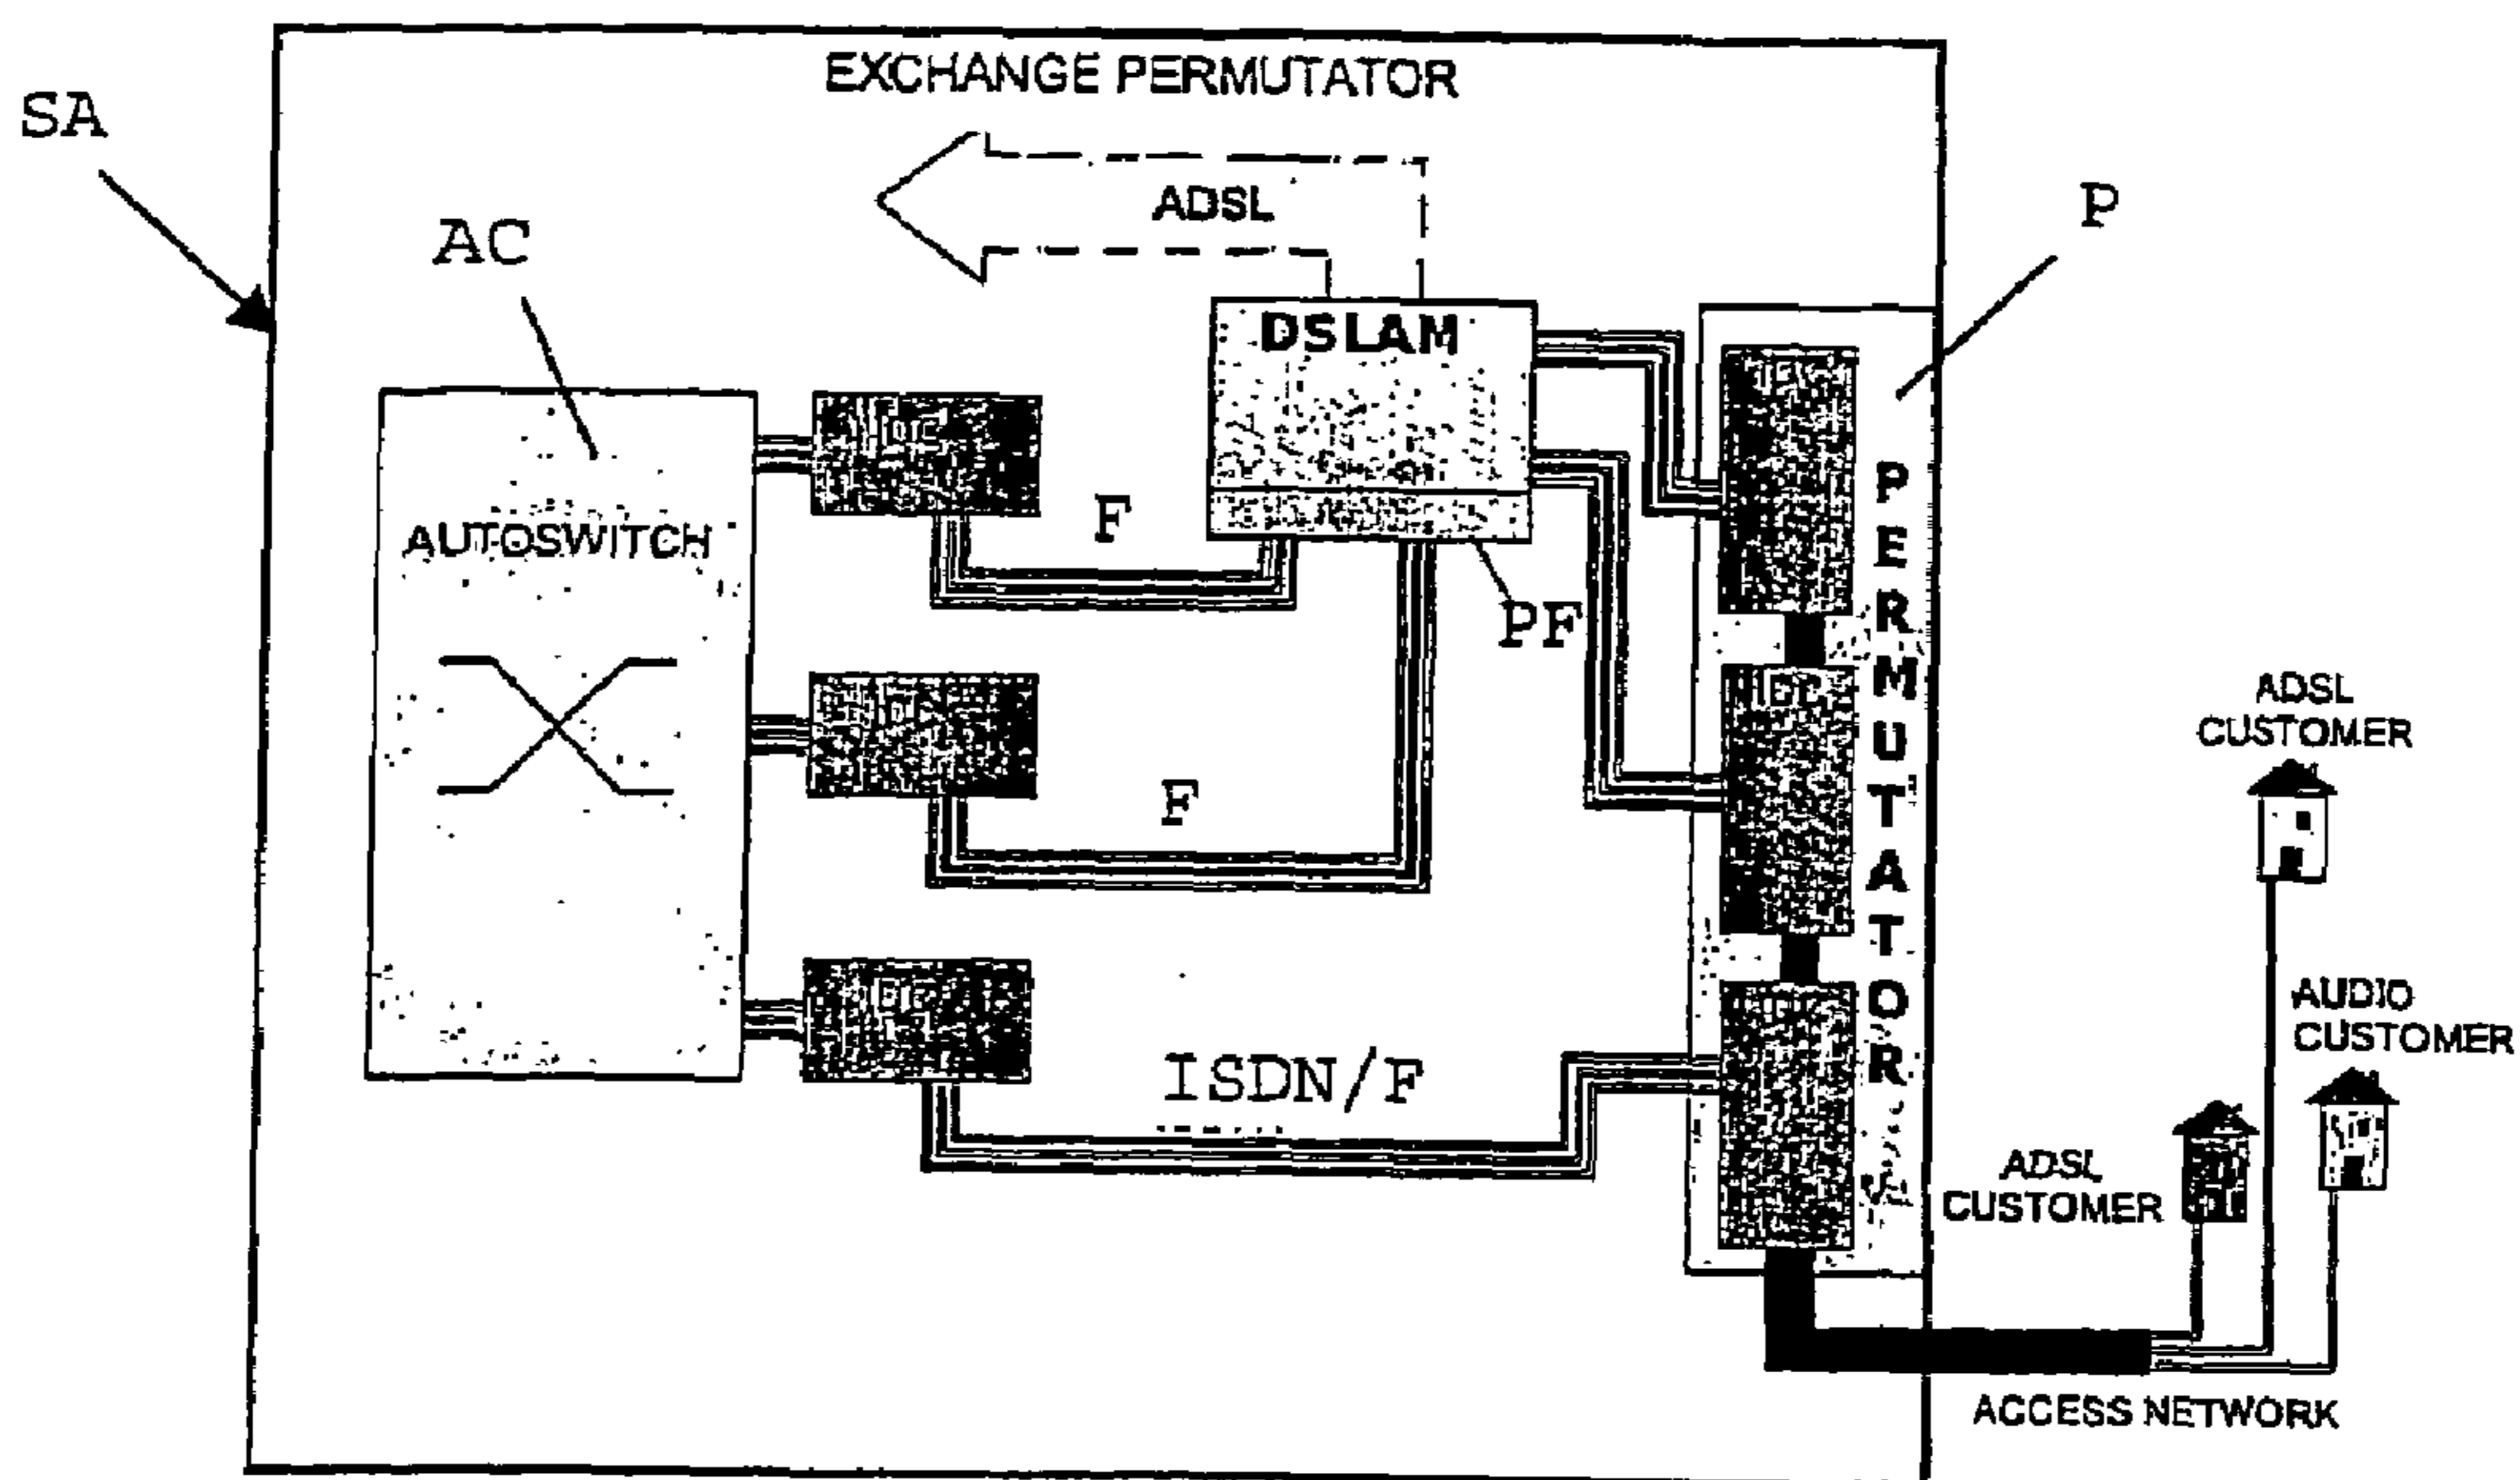 EXCHANGE PERMUTATOR
SA
ADSL
P
AC
DSLAM
F
AUTOSWITCH
PF
PERMUTATOR
ADSL
CUSTOMER
F
AUDIO
CUSTOMER
ISDN/F
ADSL
CUSTOMER
ACCESS NETWORK